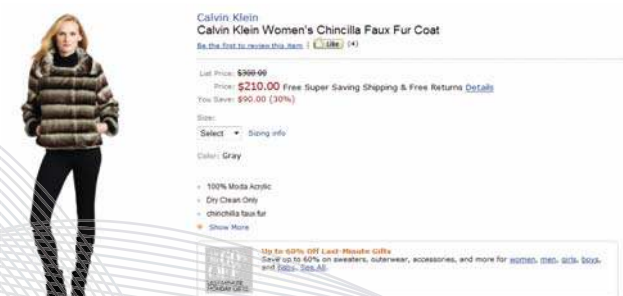 Calvin Klein
Calvin Klein Women's Chincilla Faux Fur Coat
Be the first to review this item | Like (4)
List Price: $300.00
Price: $210.00 Free Super Saving Shipping & Free Returns Details
You Save: $90.00 (30%)
Size:
Select Sizing info
Color: Gray
100% Moda Acrylic
Dry Clean Only
chinchilla faux fur
Show More
Up to 60% Off Last-Minute Gifts
Save up to 60% on sweaters, outerwear, accessories, and more for women, men, girls, boys,
and baby. See All.